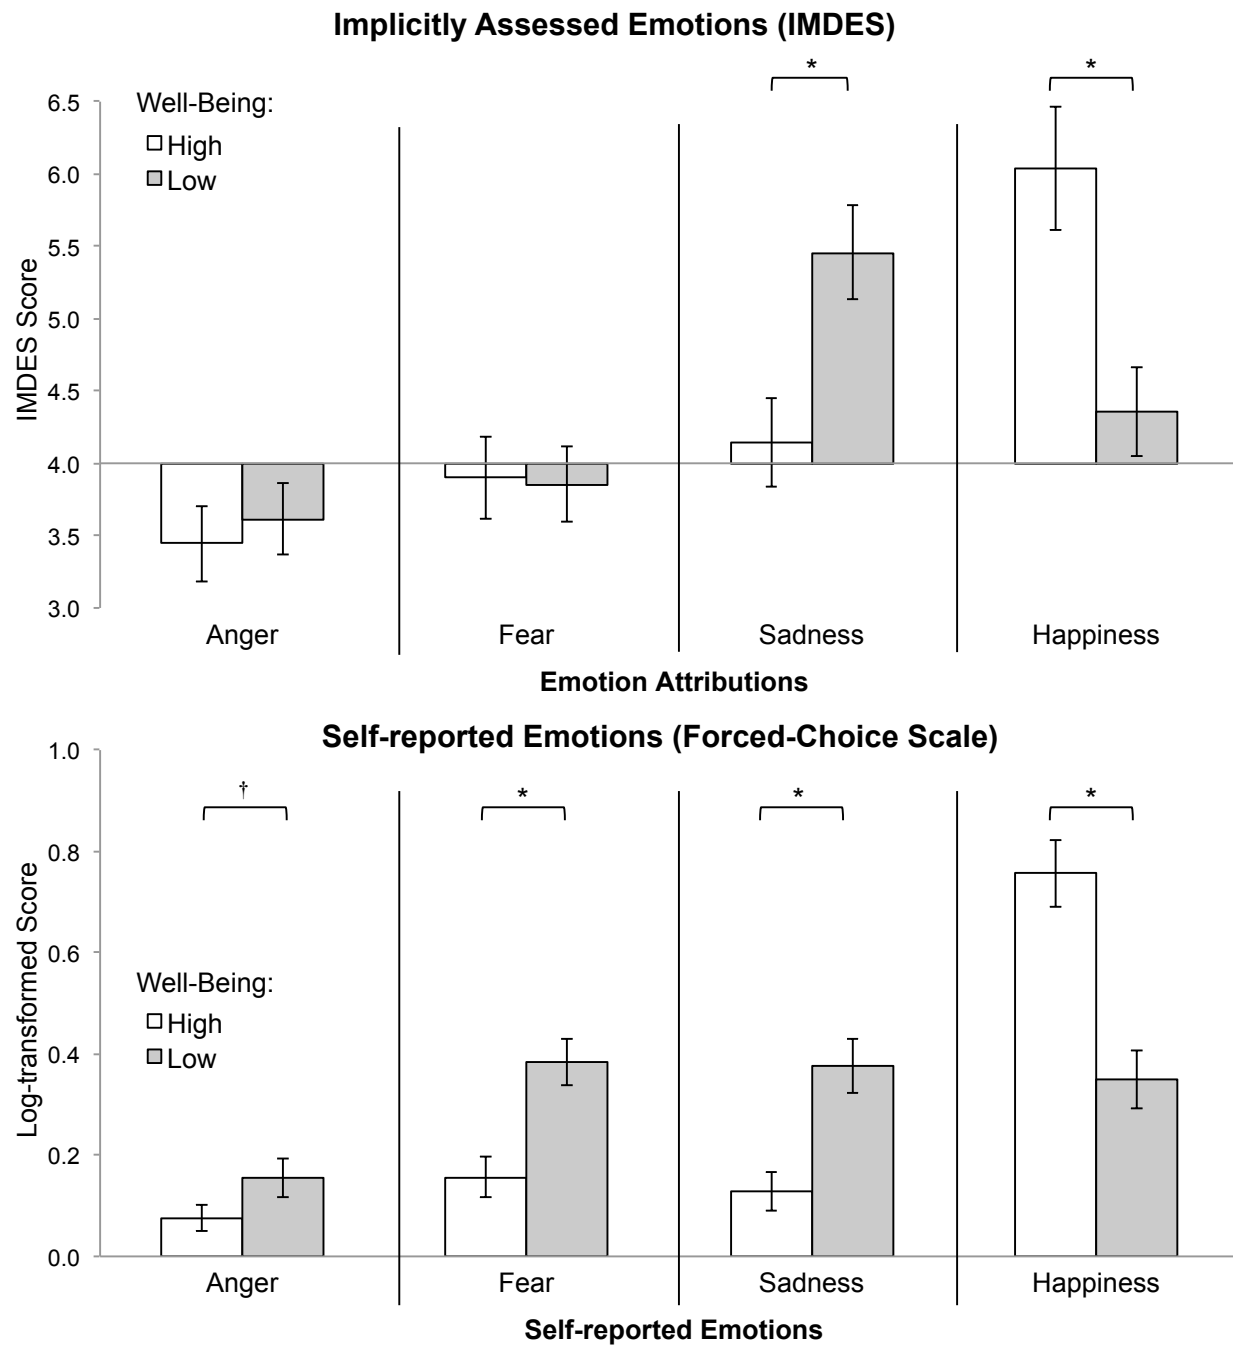 Implicitly Assessed Emotions (IMDES)
* *
Well-Being:
High
Low
IMDES Score
6.5
6.0
5.5
5.0
4.5
4.0
3.5
3.0
Anger Fear Sadness Happiness
Emotion Attributions
Self-reported Emotions (Forced-Choice Scale)
† * * *
Well-Being:
High
Low
Log-transformed Score
1.0
0.8
0.6
0.4
0.2
0.0
Anger Fear Sadness Happiness
Self-reported Emotions